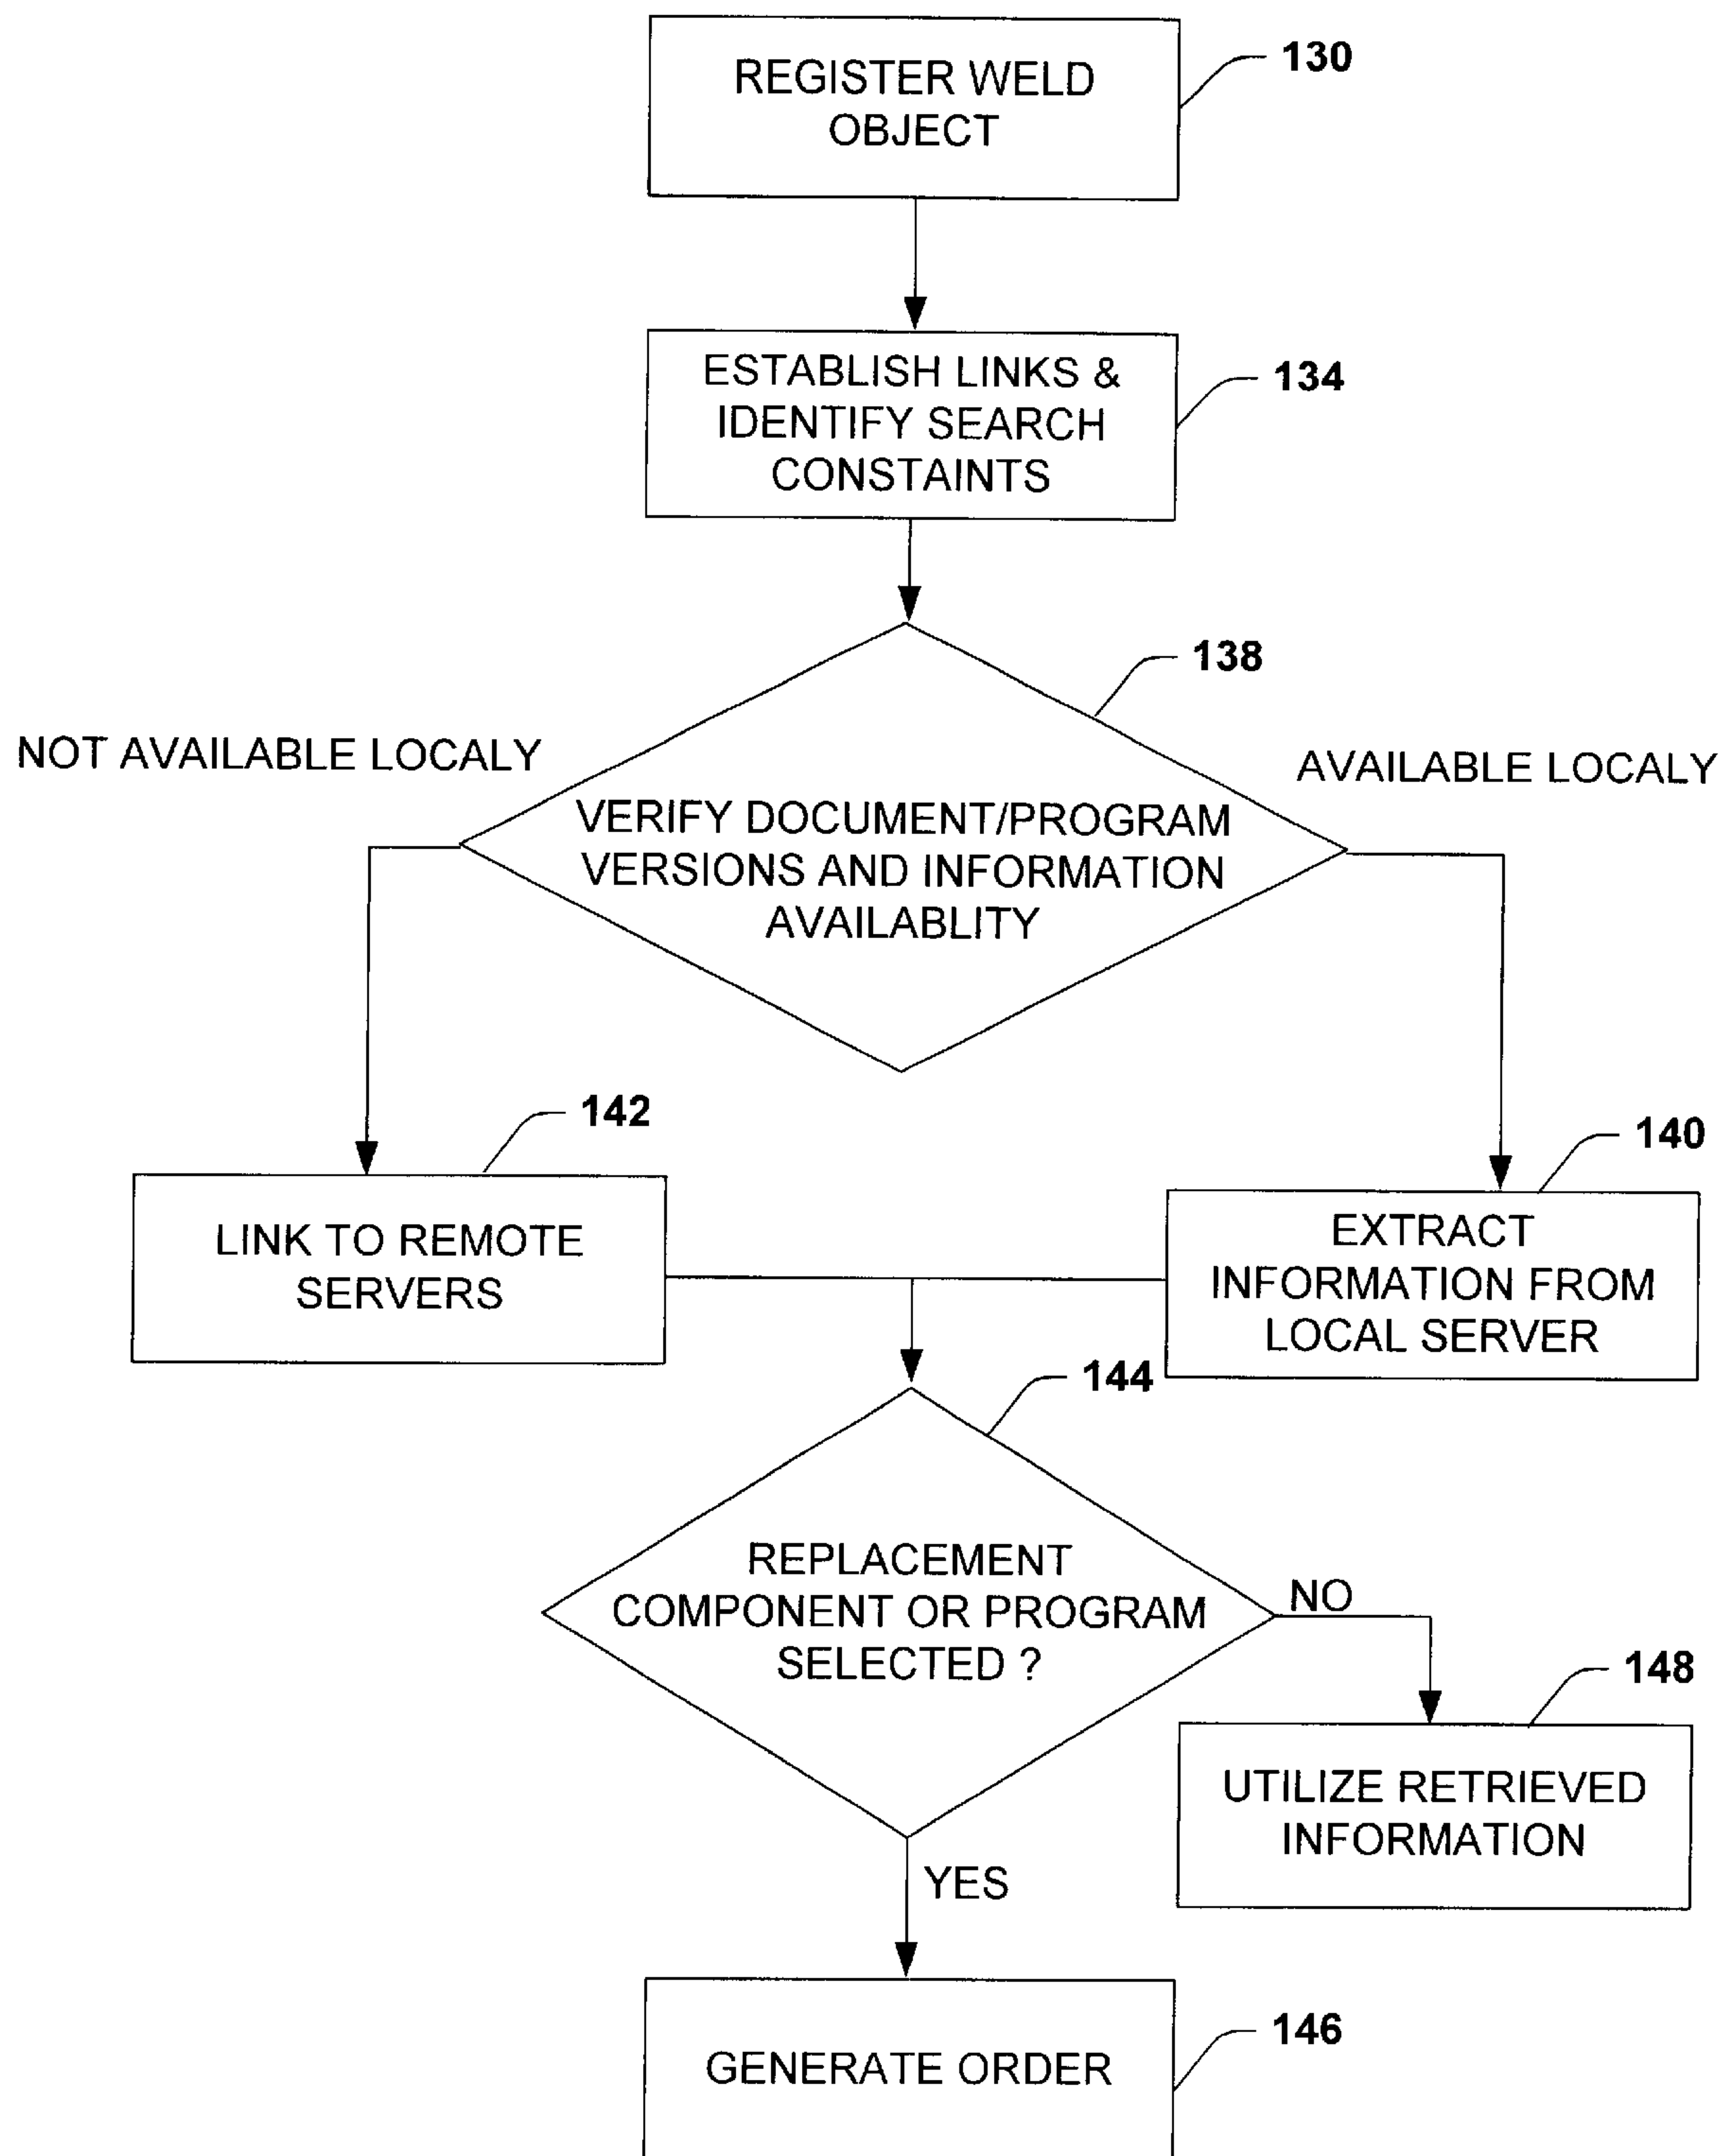 REGISTER WELD
OBJECT
130
ESTABLISH LINKS &
IDENTIFY SEARCH
CONSTAINTS
134
138
NOT AVAILABLE LOCALY
AVAILABLE LOCALY
VERIFY DOCUMENT/PROGRAM
VERSIONS AND INFORMATION
AVAILABLITY
142
140
LINK TO REMOTE
SERVERS
EXTRACT
INFORMATION FROM
LOCAL SERVER
144
REPLACEMENT
COMPONENT OR PROGRAM
SELECTED ?
NO
148
UTILIZE RETRIEVED
INFORMATION
YES
146
GENERATE ORDER